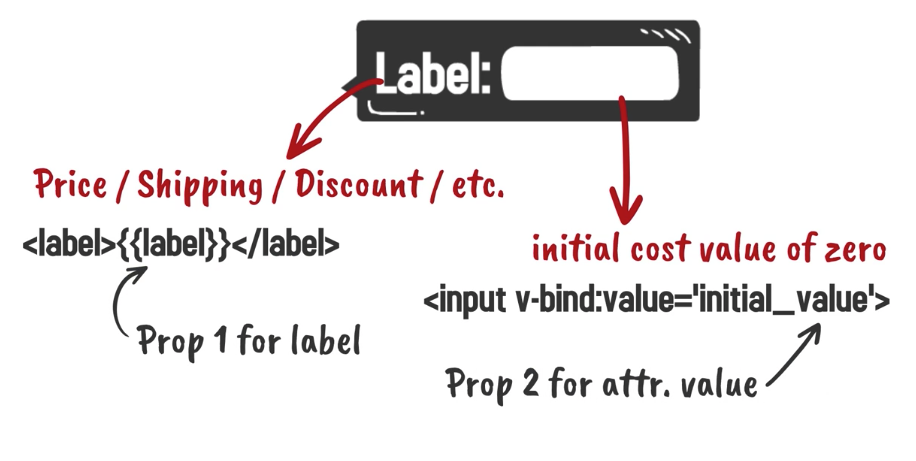 Label:
Price / Shipping / Discount / etc.
<label>{{label}}</label>
Prop 1 for label
initial cost value of zero
<input v-bind:value='initial_value'>
Prop 2 for attr. value